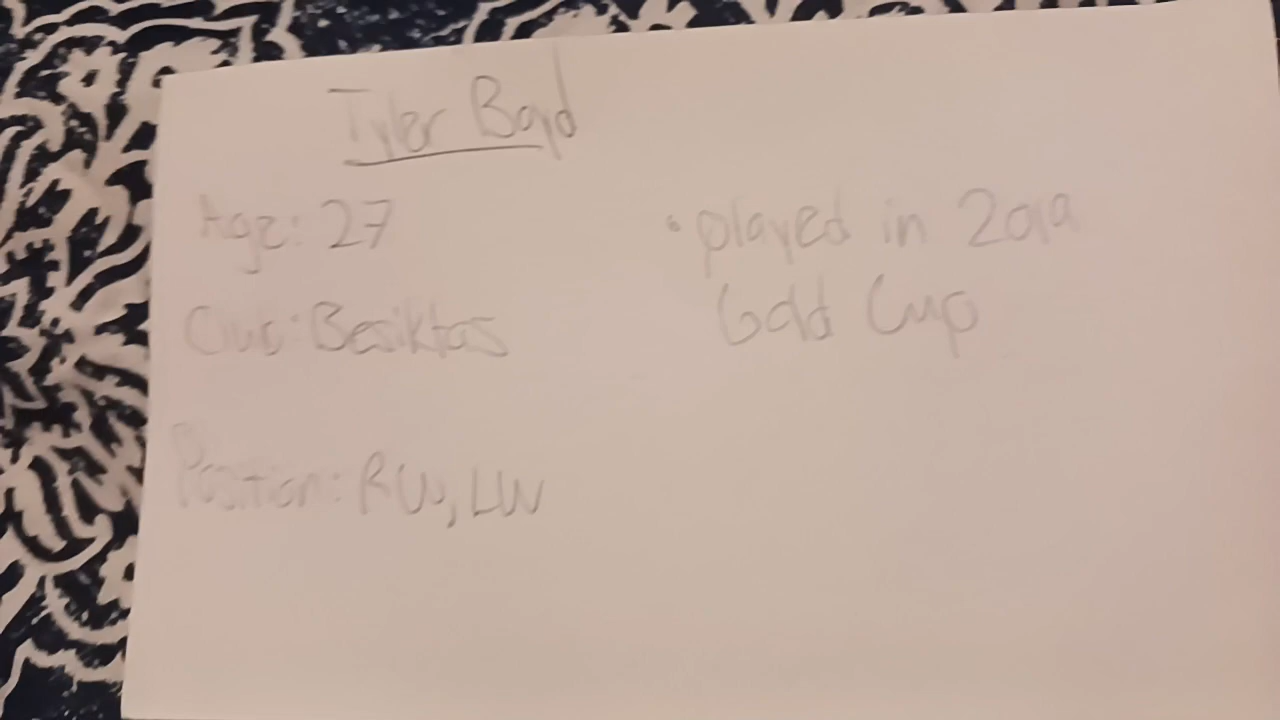 Tyler Boyd
Age: 27
Club: Besiktas
Position: RW, LW
• played in 2019
Gold Cup